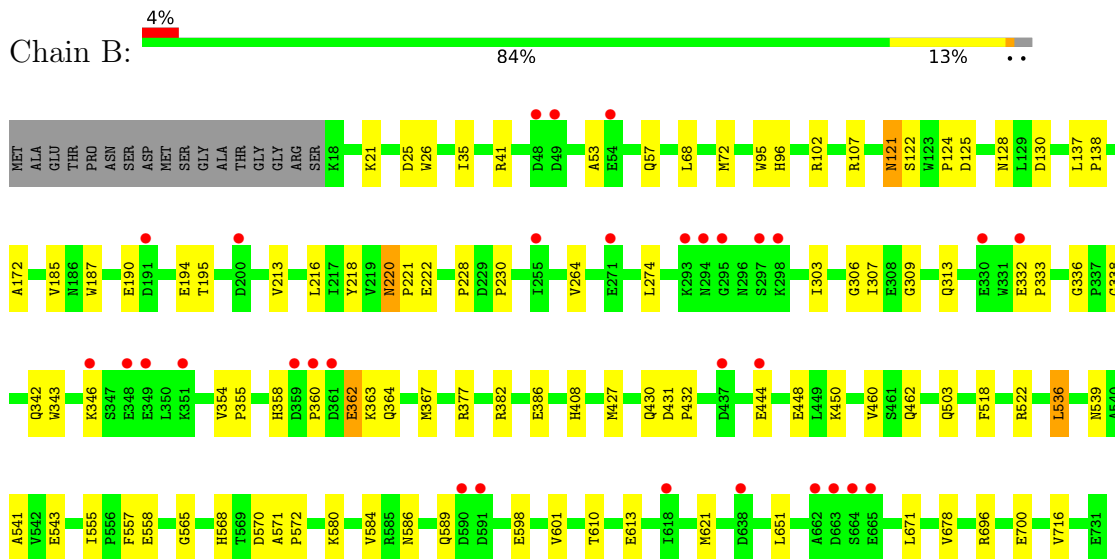 4%
Chain B:
84% 13% ••
MET ALA GLU THR PRO ASN SER ASP MET SER GLY ALA THR GLY GLY ARG SER K18 K21 D25 W26 I35 R41 D48 D49 A53 E54 Q57 L68 M72 W95 H96 R102 R107 N121 S122 W123 P124 D125 N128 L129 D130 L137 P138
A172 V185 N186 W187 E190 D191 E194 T195 D200 V213 L216 I217 Y218 V219 N220 P221 E222 P228 D229 P230 I255 V264 E271 L274 K293 N294 G295 N296 S297 K298 I303 G306 I307 E308 G309 Q313 E330 W331 E332 P333 G336 P337 G338
Q342 W343 K346 S347 E348 E349 L350 K351 V354 P355 H358 D359 P360 D361 E362 K363 Q364 M367 R377 R382 E386 H408 M427 Q430 D431 P432 D437 E444 E448 L449 K450 V460 S461 Q462 Q503 F518 R522 L536 N539 A540
A541 V542 E543 I555 P556 F557 E558 G565 H568 T569 D570 A571 P572 K580 V584 R585 N586 Q589 D590 D591 E598 V601 T610 E613 I618 M621 D638 L651 A662 D663 S664 E665 L671 V678 R696 E700 V716 E731